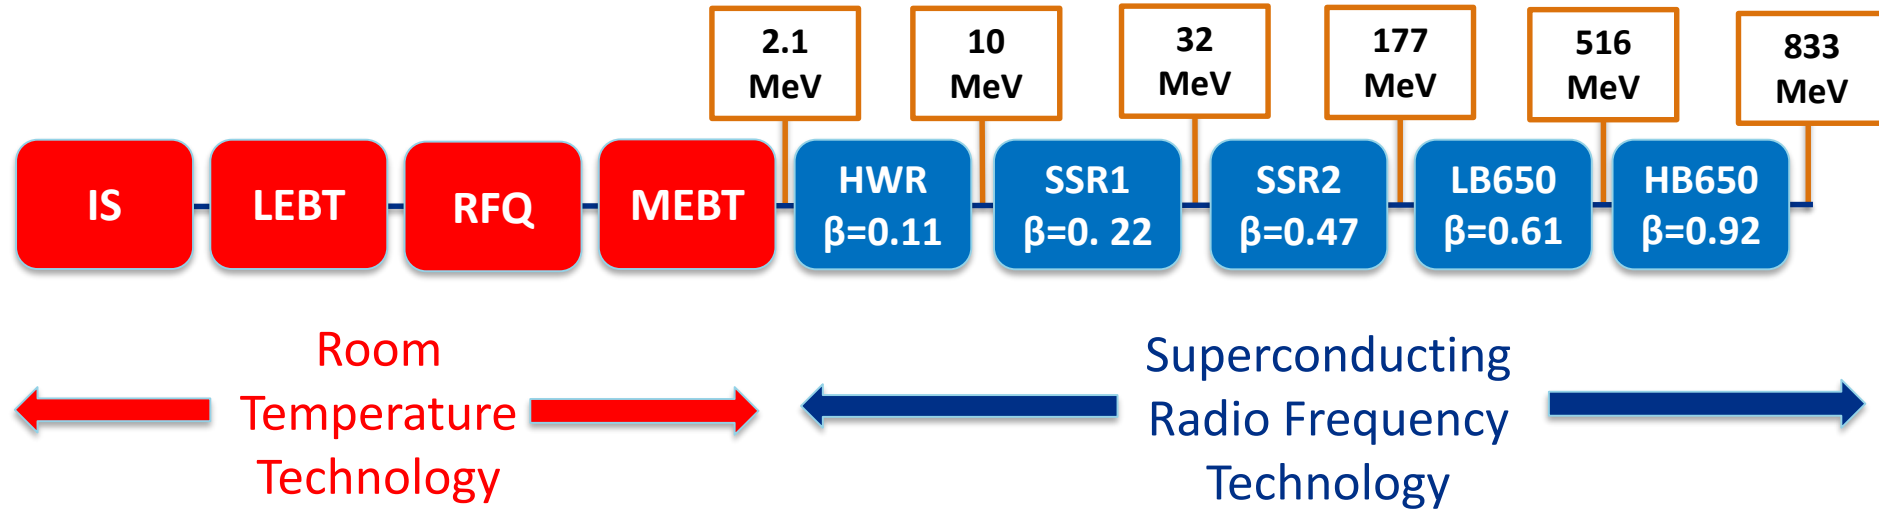 2.1
MeV
10
MeV
32
MeV
177
MeV
516
MeV
833
MeV
IS
LEBT
RFQ
MEBT
HWR
β=0.11
SSR1
β=0. 22
SSR2
β=0.47
LB650
β=0.61
HB650
β=0.92
Room
Temperature
Technology
Superconducting
Radio Frequency
Technology